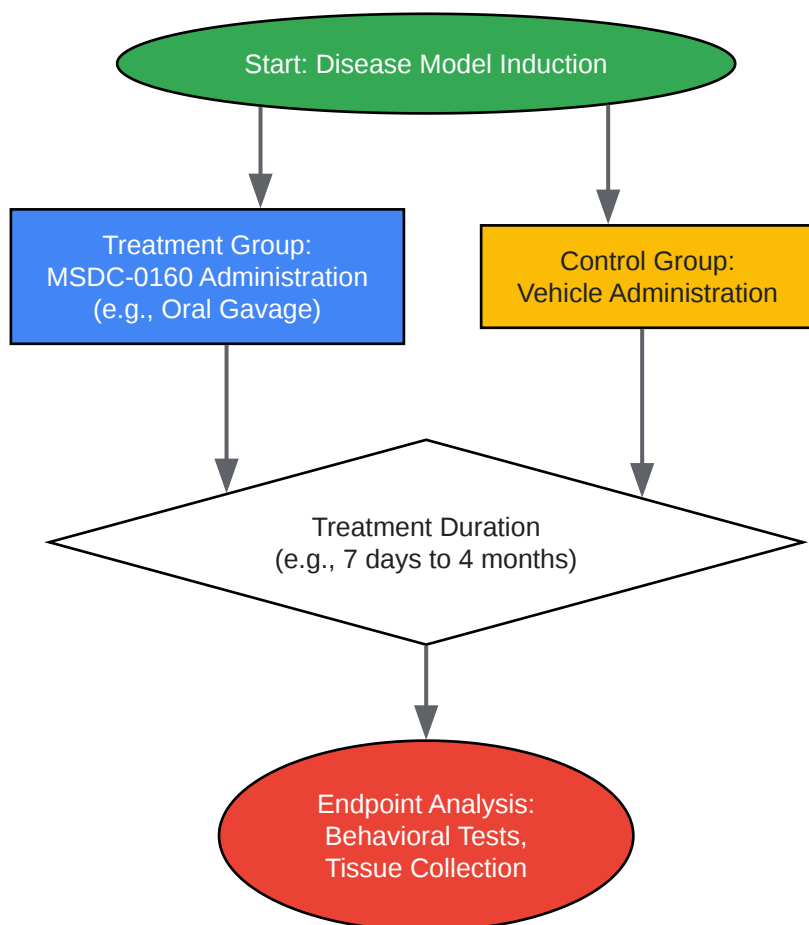 Start: Disease Model Induction
Treatment Group:
MSDC-0160 Administration
(e.g., Oral Gavage)
Control Group:
Vehicle Administration
Treatment Duration
(e.g., 7 days to 4 months)
Endpoint Analysis:
Behavioral Tests,
Tissue Collection